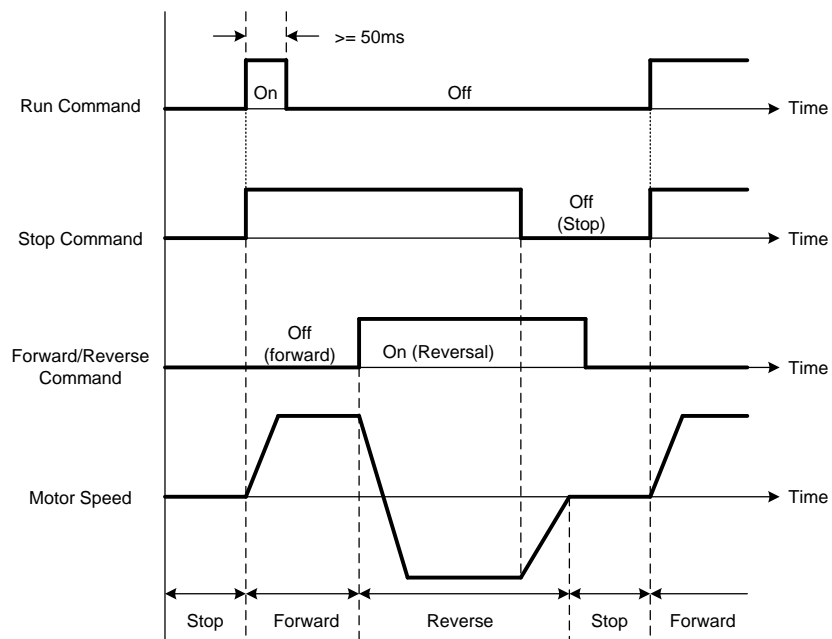 >= 50ms
On
Off
Run Command
Time
Off
(Stop)
Stop Command
Time
Off
(forward)
On (Reversal)
Forward/Reverse
Command
Time
Motor Speed
Time
Stop
Forward
Reverse
Stop
Forward